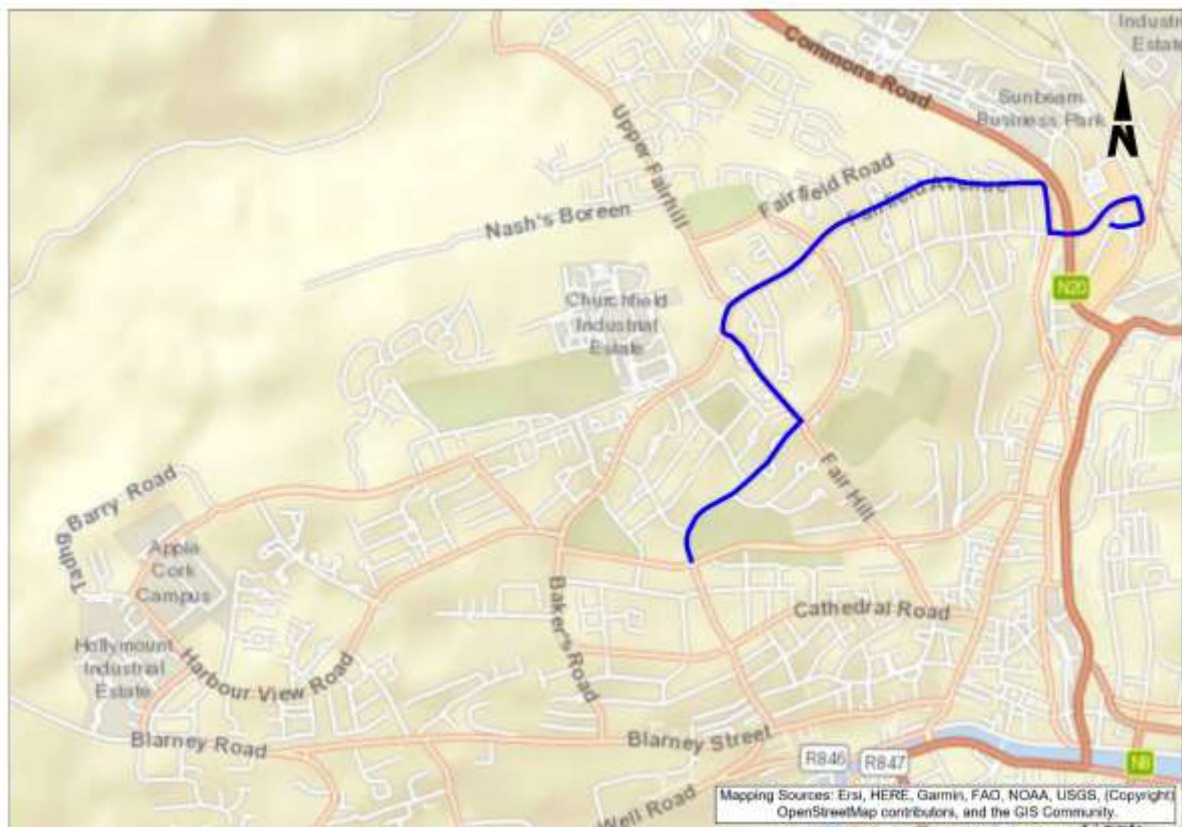 Industri
Estate
Commons Road
Sunbeam
Business Park
N
Upper Fairhill
Fairfield Road
Fairfield Avenue
Nash's Boreen
N20
Churchfield
Industrial
Estate
Fair Hill
Tadhg Barry Road
Apple
Cork
Campus
Baker's Road
Cathedral Road
Hollymount
Industrial
Estate
Harbour View Road
Blarney Road
Blarney Street
R846
R847
N8
Well Road
Mapping Sources: Ersi, HERE, Garmin, FAO, NOAA, USGS, (Copyright)
OpenStreetMap contributors, and the GIS Community.